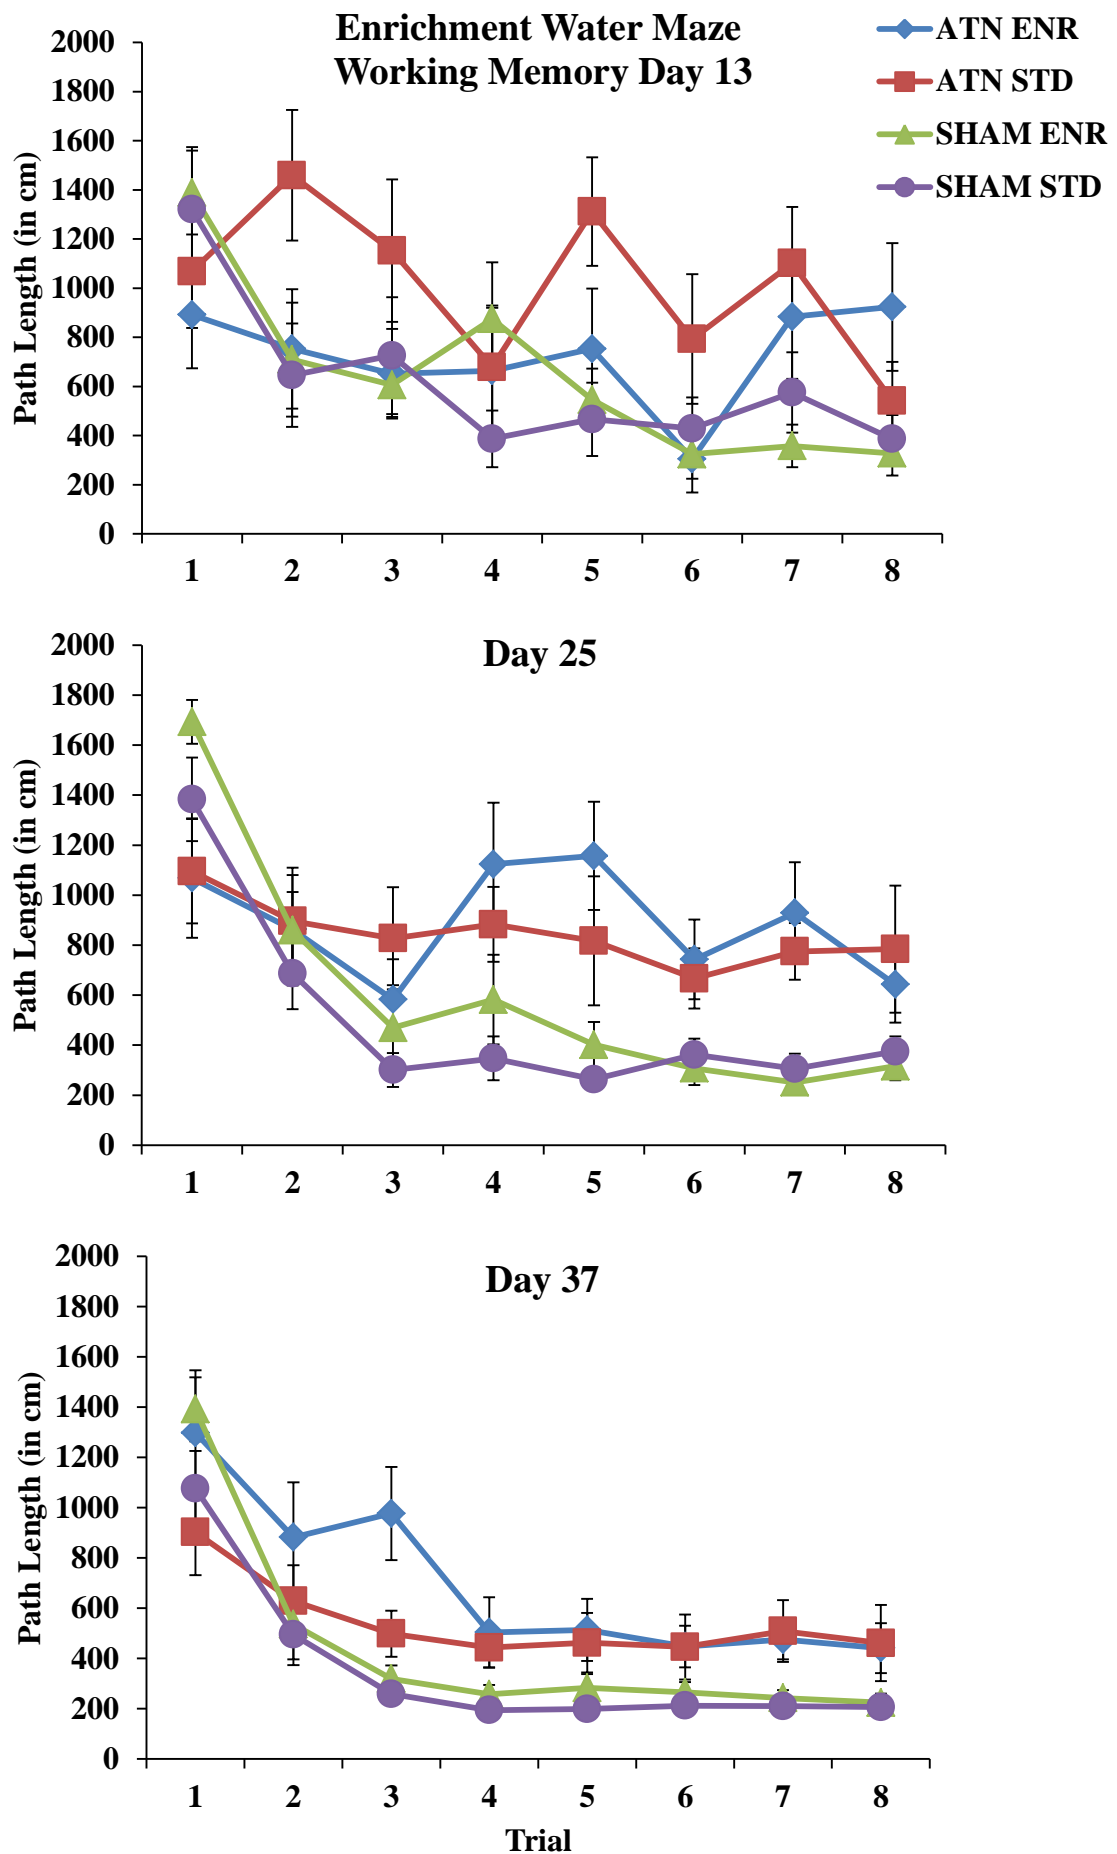 Enrichment Water Maze
Working Memory Day 13
ATN ENR
ATN STD
SHAM ENR
SHAM STD
Path Length (in cm)
2000
1800
1600
1400
1200
1000
800
600
400
200
0
1 2 3 4 5 6 7 8
Day 25
Path Length (in cm)
2000
1800
1600
1400
1200
1000
800
600
400
200
0
1 2 3 4 5 6 7 8
Day 37
Path Length (in cm)
2000
1800
1600
1400
1200
1000
800
600
400
200
0
1 2 3 4 5 6 7 8
Trial